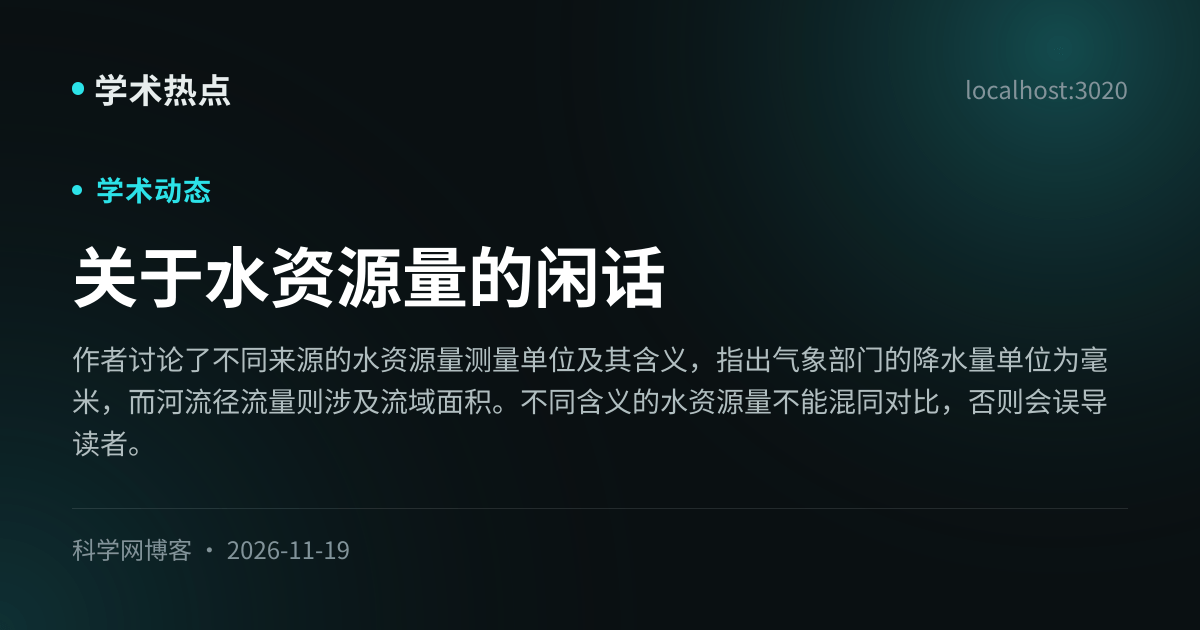 学术热点
localhost:3020
学术动态
关于水资源量的闲话
作者讨论了不同来源的水资源量测量单位及其含义，指出气象部门的降水量单位为毫
米，而河流径流量则涉及流域面积。不同含义的水资源量不能混同对比，否则会误导
读者。
科学网博客 · 2026-11-19